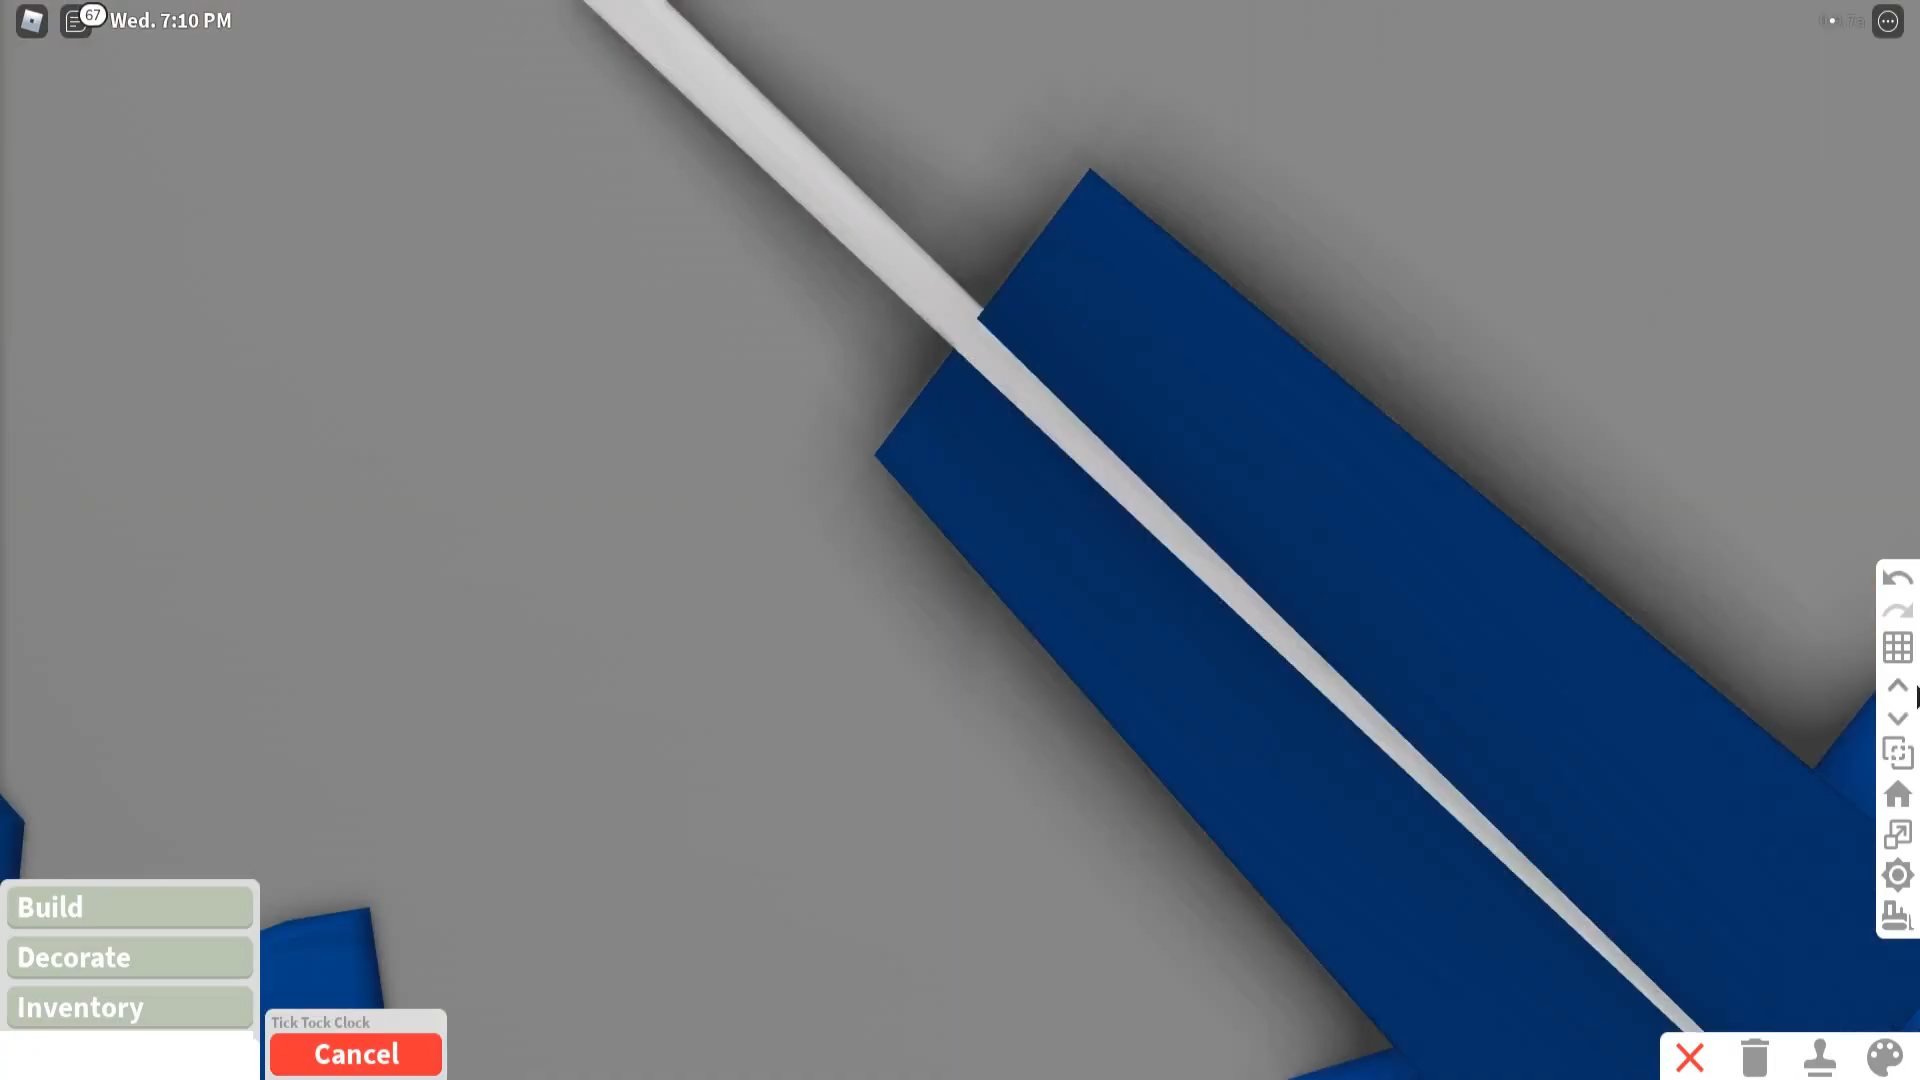 67
Wed. 7:10 PM
Build
Decorate
Inventory
Tick Tock Clock
Cancel